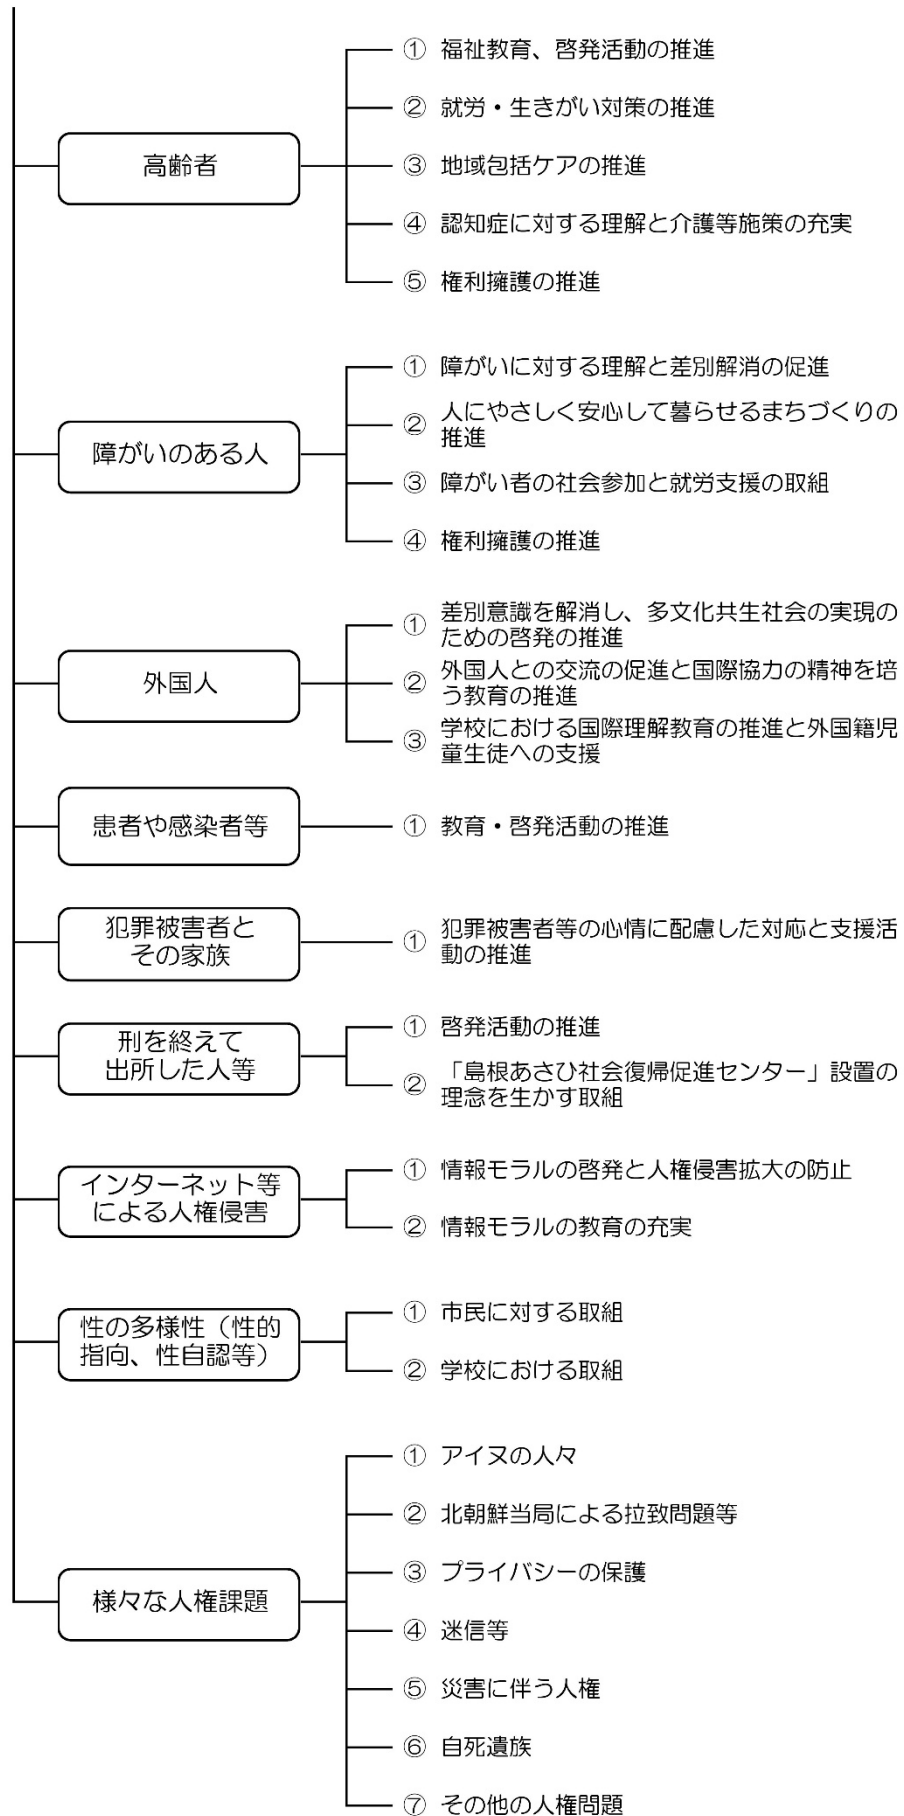 高齢者
① 福祉教育、啓発活動の推進
② 就労・生きがい対策の推進
③ 地域包括ケアの推進
④ 認知症に対する理解と介護等施策の充実
⑤ 権利擁護の推進
障がいのある人
① 障がいに対する理解と差別解消の促進
② 人にやさしく安心して暮らせるまちづくりの
推進
③ 障がい者の社会参加と就労支援の取組
④ 権利擁護の推進
外国人
① 差別意識を解消し、多文化共生社会の実現の
ための啓発の推進
② 外国人との交流の促進と国際協力の精神を培
う教育の推進
③ 学校における国際理解教育の推進と外国籍児
童生徒への支援
患者や感染者等
① 教育・啓発活動の推進
犯罪被害者と
その家族
① 犯罪被害者等の心情に配慮した対応と支援活
動の推進
刑を終えて
出所した人等
① 啓発活動の推進
② 「島根あさひ社会復帰促進センター」設置の
理念を生かす取組
インターネット等
による人権侵害
① 情報モラルの啓発と人権侵害拡大の防止
② 情報モラルの教育の充実
性の多様性（性的
指向、性自認等）
① 市民に対する取組
② 学校における取組
様々な人権課題
① アイヌの人々
② 北朝鮮当局による拉致問題等
③ プライバシーの保護
④ 迷信等
⑤ 災害に伴う人権
⑥ 自死遺族
⑦ その他の人権問題